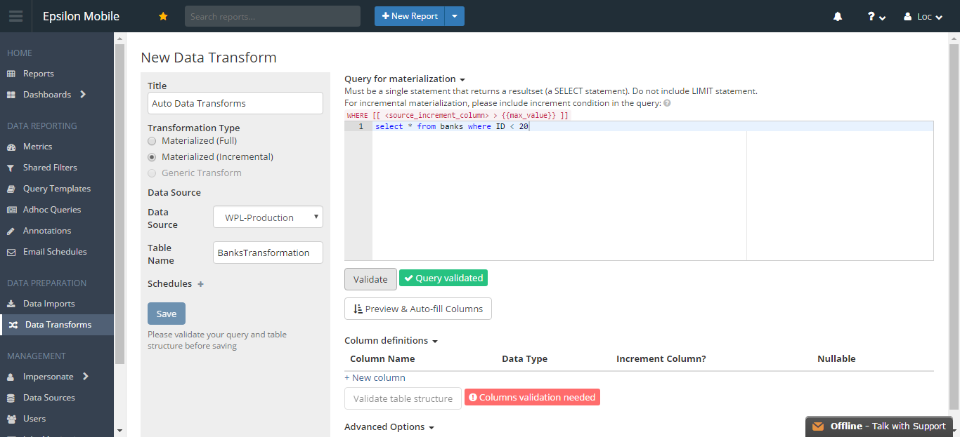 Epsilon Mobile
Search reports...
+ New Report
?
Loc
HOME
Reports
Dashboards
DATA REPORTING
Metrics
Shared Filters
Query Templates
Adhoc Queries
Annotations
Email Schedules
DATA PREPARATION
Data Imports
Data Transforms
MANAGEMENT
Impersonate
Data Sources
Users
New Data Transform
Title
Auto Data Transforms
Transformation Type
Materialized (Full)
Materialized (Incremental)
Generic Transform
Data Source
Data Source
WPL-Production
Table Name
BanksTransformation
Schedules +
Save
Please validate your query and table
structure before saving
Query for materialization
Must be a single statement that returns a resultset (a SELECT statement). Do not include LIMIT statement.
For incremental materialization, please include increment condition in the query:
WHERE [[ <source_increment_column> > {{max_value}} ]]
1 select * from banks where ID < 20
Validate
Query validated
Preview & Auto-fill Columns
Column definitions
Column Name Data Type Increment Column? Nullable
+ New column
Validate table structure
Columns validation needed
Advanced Options
Offline - Talk with Support